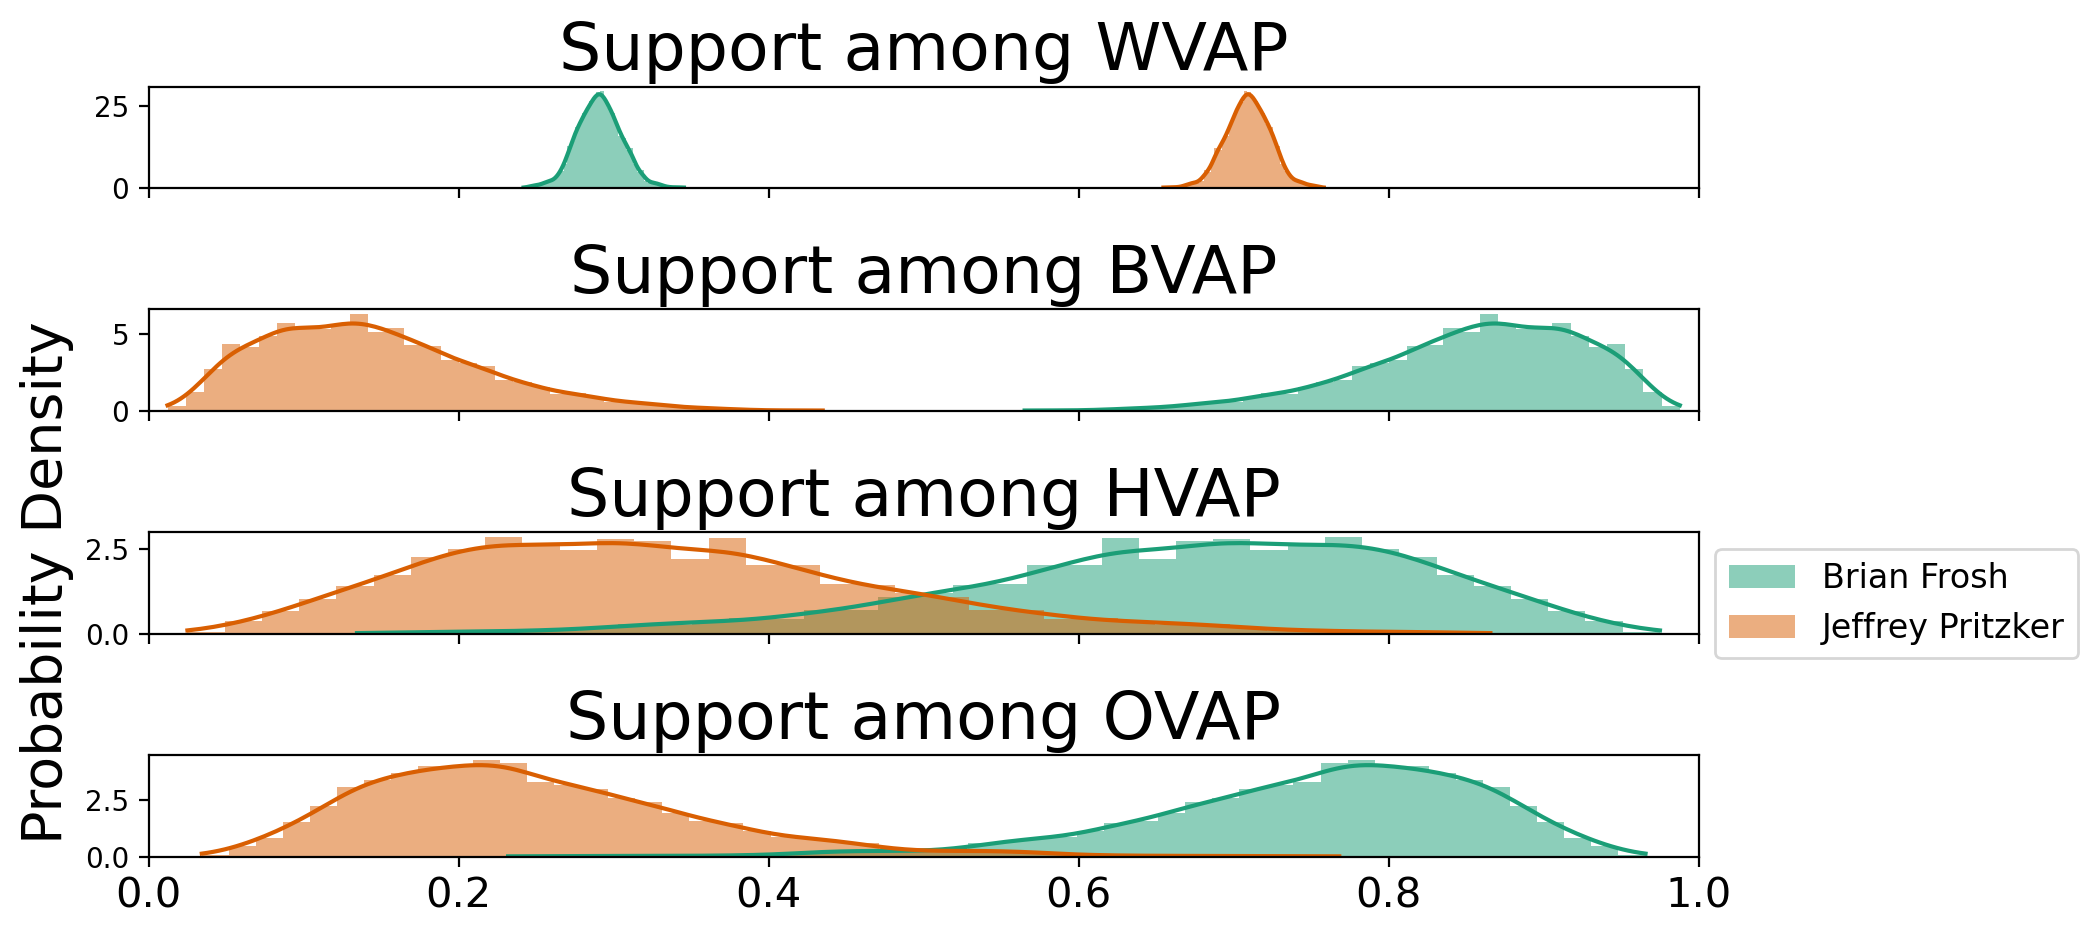 Support among WVAP
25
0
Support among BVAP
5
0
Support among HVAP
2.5
0.0
Support among OVAP
2.5
0.0
0.0 0.2 0.4 0.6 0.8 1.0
Probability Density
Brian Frosh
Jeffrey Pritzker